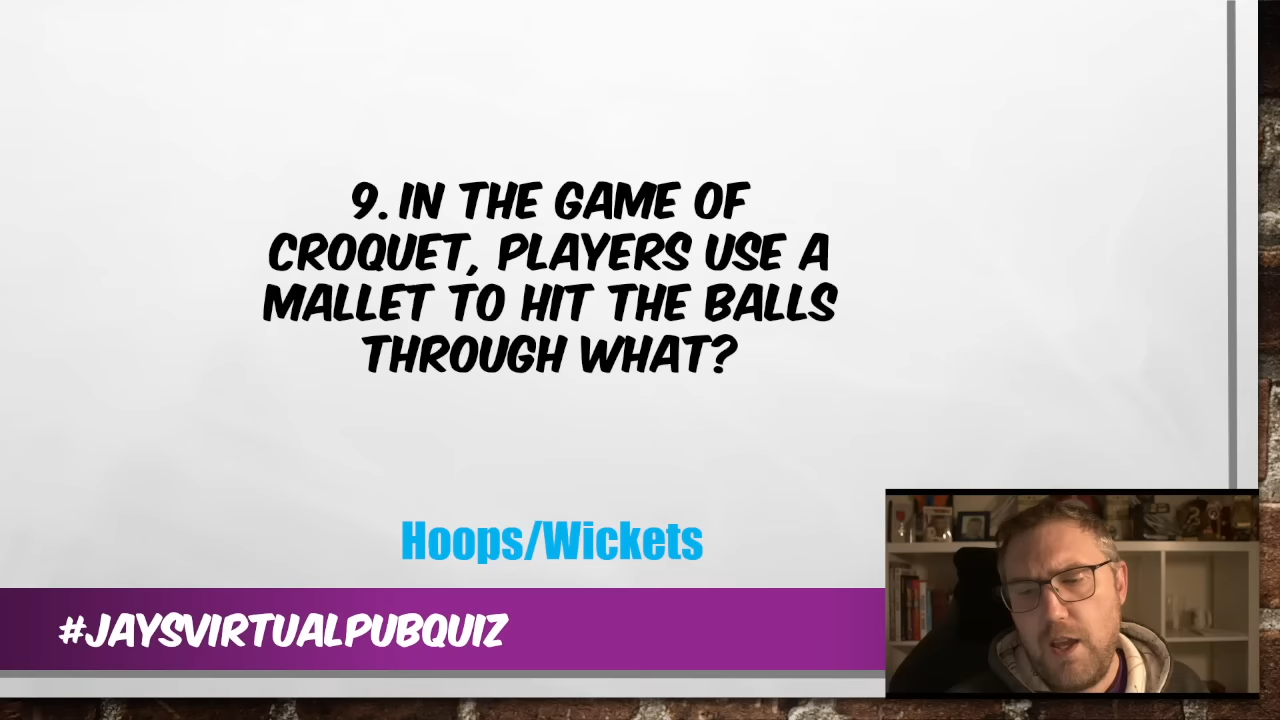 9. IN THE GAME OF
CROQUET, PLAYERS USE A
MALLET TO HIT THE BALLS
THROUGH WHAT?
Hoops/Wickets
#JAYSVIRTUALPUBQUIZ